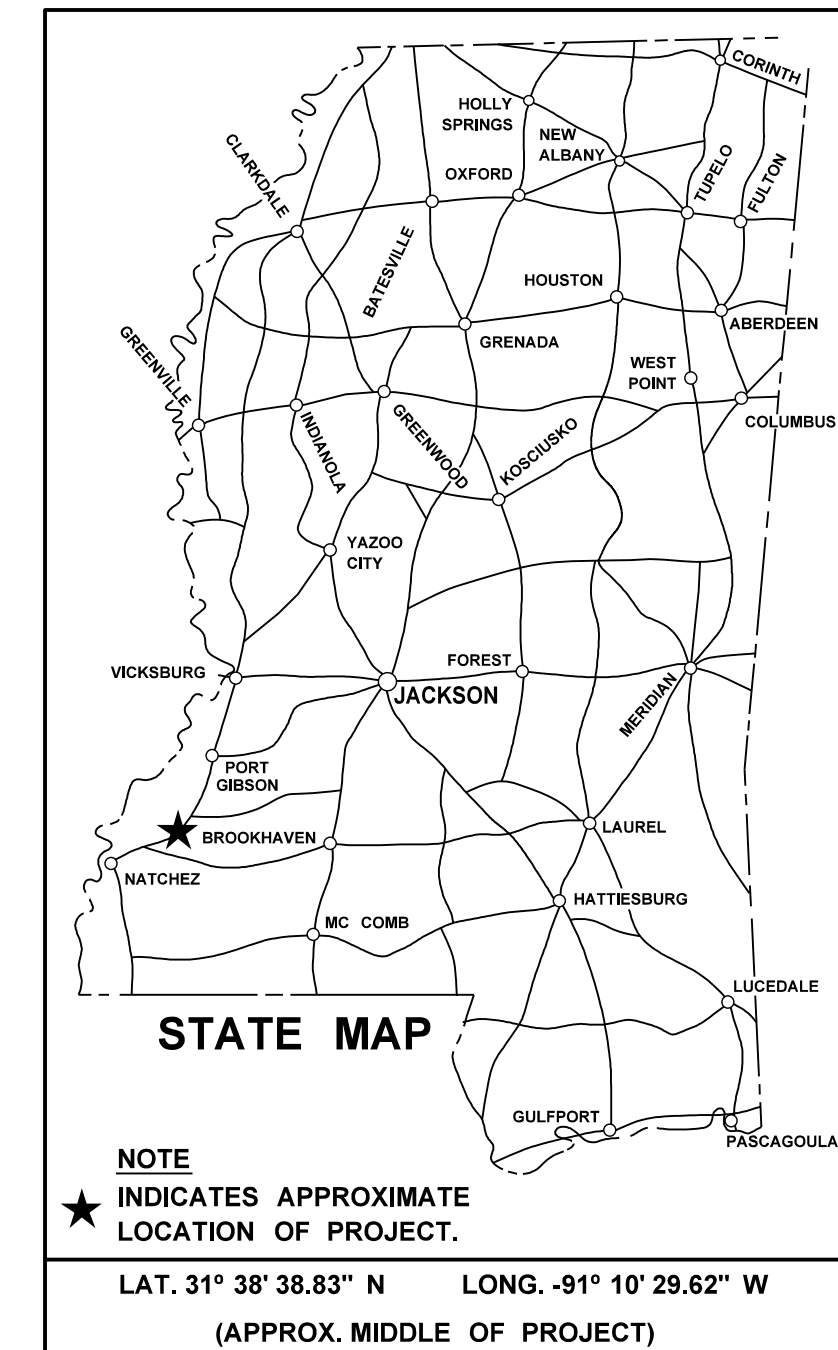 CORINTH
HOLLY
SPRINGS
NEW
ALBANY
CLARKDALE
OXFORD
TUPELO
FULTON
BATESVILLE
HOUSTON
ABERDEEN
GREENVILLE
GRENADA
WEST
POINT
COLUMBUS
INDIANOLA
GREENWOOD
KOSCIUSKO
YAZOO
CITY
VICKSBURG
FOREST
JACKSON
MERIDIAN
PORT
GIBSON
BROOKHAVEN
LAUREL
NATCHEZ
HATTIESBURG
MC COMB
LUCEDALE
STATE MAP
GULFPORT
PASCAGOULA
NOTE
INDICATES APPROXIMATE
LOCATION OF PROJECT.
LAT. 31º 38' 38.83" N LONG. -91º 10' 29.62" W
(APPROX. MIDDLE OF PROJECT)